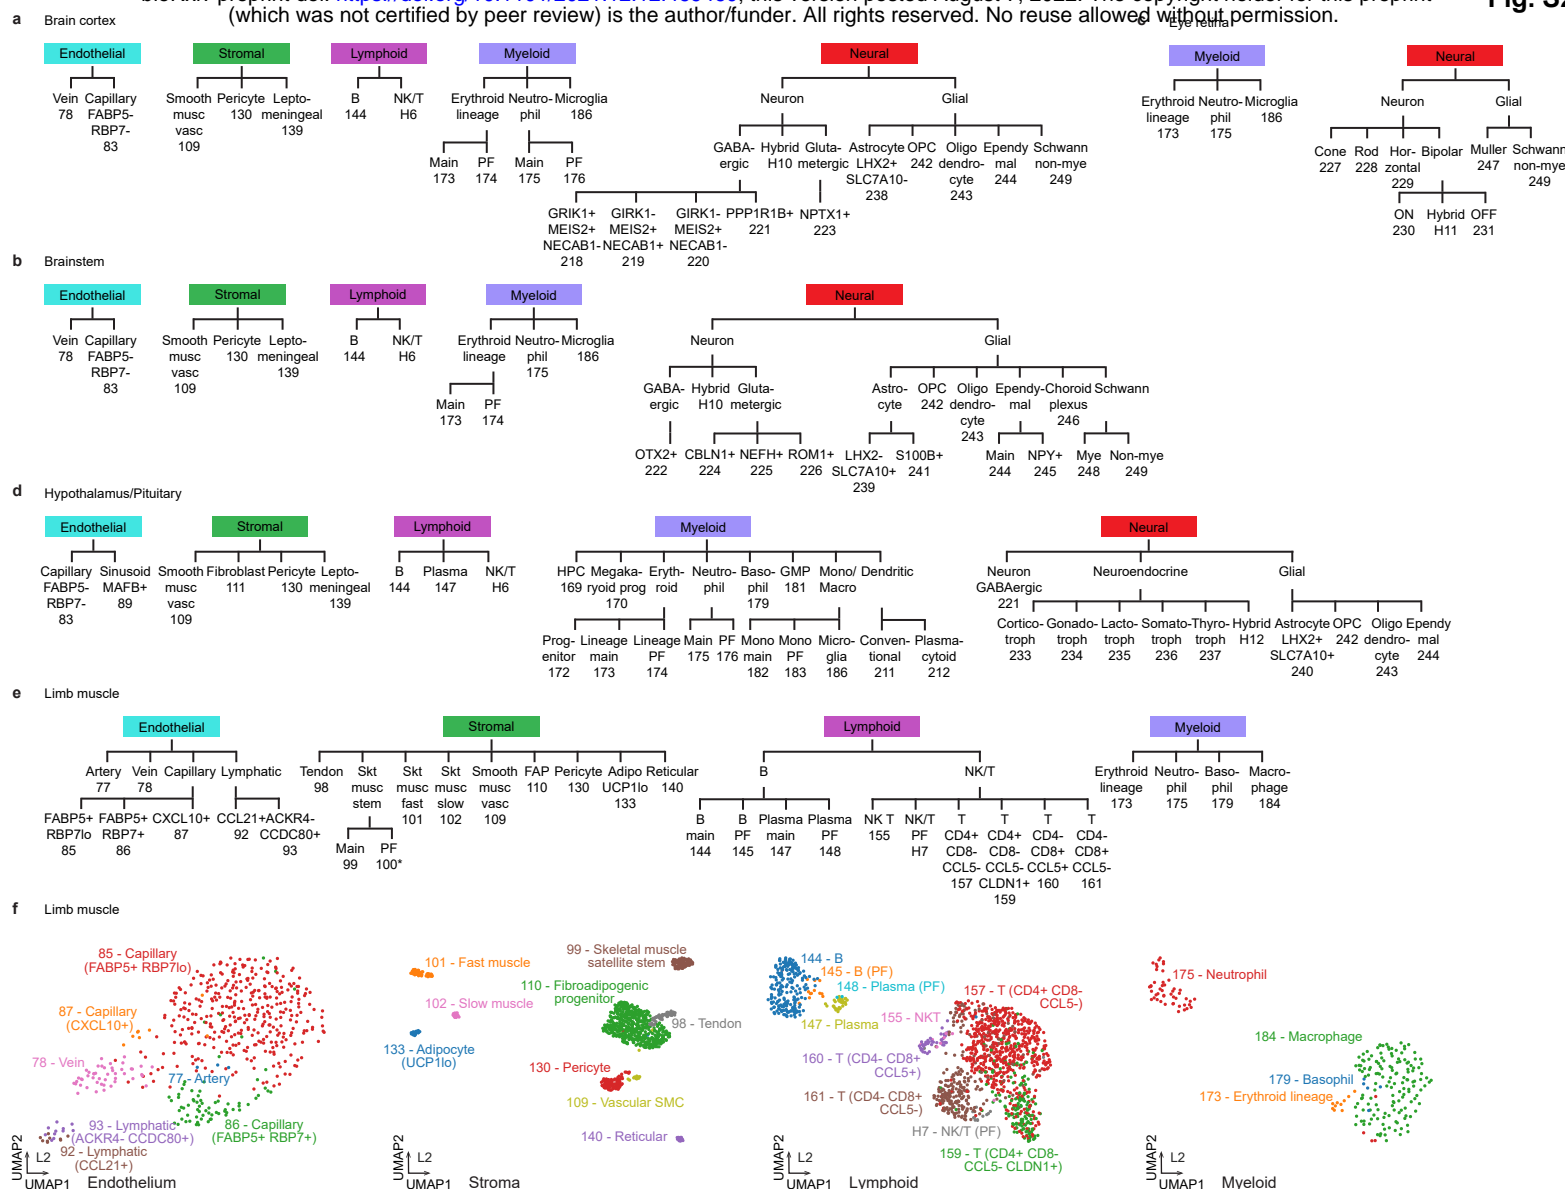 (which was not certified by peer review) is the author/funder. All rights reserved. No reuse allowed without permission.
a Brain cortex
Endothelial Stromal Lymphoid Myeloid Neural
Vein Capillary Smooth Pericyte Lepto- B NK/T Erythroid Neutro- Microglia Neuron Glial
78 FABP5- musc 130 meningeal 144 H6 lineage phil 186
RBP7- vasc 139
83 109
GABA- Hybrid Gluta- Astrocyte OPC Oligo Ependy Schwann
ergic H10 metergic LHX2+ 242 dendro- mal non-mye
SLC7A10- cyte 244 249
238 243
Main PF Main PF
173 174 175 176
GRIK1+ GIRK1- GIRK1- PPP1R1B+ NPTX1+
MEIS2+ MEIS2+ MEIS2+ 221 223
NECAB1- NECAB1+ NECAB1-
218 219 220
c Eye retina
Myeloid Neural
Erythroid Neutro- Microglia Neuron Glial
lineage phil 186
173 175
Cone Rod Hor- Bipolar Muller Schwann
227 228 zontal 247 non-mye
229 249
ON Hybrid OFF
230 H11 231
b Brainstem
Endothelial Stromal Lymphoid Myeloid Neural
Vein Capillary Smooth Pericyte Lepto- B NK/T Erythroid Neutro- Microglia Neuron Glial
78 FABP5- musc 130 meningeal 144 H6 lineage phil 186
RBP7- vasc 139 175
83 109
Main PF
173 174
GABA- Hybrid Gluta- Astro- OPC Oligo Ependy- Choroid Schwann
ergic H10 metergic cyte 242 dendro- mal plexus
cyte 246
243
OTX2+ CBLN1+ NEFH+ ROM1+ LHX2- S100B+ Main NPY+ Mye Non-mye
222 224 225 226 SLC7A10+ 241 244 245 248 249
239
d Hypothalamus/Pituitary
Endothelial Stromal Lymphoid Myeloid Neural
Capillary Sinusoid Smooth Fibroblast Pericyte Lepto- B Plasma NK/T HPC Megaka- Eryth- Neutro- Baso- GMP Mono/ Dendritic Neuron Neuroendocrine Glial
FABP5- MAFB+ musc 111 130 meningeal 144 147 H6 169 ryoid prog roid phil phil 181 Macro GABAergic
RBP7- 89 vasc 139 170 179 221
83 109
Prog- Lineage Lineage Main PF Mono Mono Micro- Conven- Plasma-
enitor main PF 175 176 main PF glia tional cytoid
172 173 174 182 183 186 211 212
Cortico- Gonado- Lacto- Somato- Thyro- Hybrid Astrocyte OPC Oligo Ependy
troph troph troph troph troph H12 LHX2+ 242 dendro- mal
233 234 235 236 237 SLC7A10+ cyte 244
240 243
e Limb muscle
Endothelial Stromal Lymphoid Myeloid
Artery Vein Capillary Lymphatic Tendon Skt Skt Skt Smooth FAP Pericyte Adipo Reticular B NK/T Erythroid Neutro- Baso- Macro-
77 78 98 musc musc musc musc 110 130 UCP1lo 140 lineage phil phil phage
stem fast slow vasc 133 173 175 179 184
101 102 109
FABP5+ FABP5+ CXCL10+ CCL21+ ACKR4-
RBP7lo RBP7+ 87 92 CCDC80+
85 86 93
Main PF
99 100*
B B Plasma Plasma NK T NK/T T T T T
main PF main PF 155 PF CD4+ CD4+ CD4- CD4-
144 145 147 148 H7 CD8- CD8- CD8+ CD8+
CCL5- CCL5- CCL5+ CCL5-
157 CLDN1+ 160 161
159
f Limb muscle
85 - Capillary
(FABP5+ RBP7lo)
87 - Capillary
(CXCL10+)
78 - Vein
77 - Artery
93 - Lymphatic
(ACKR4- CCDC80+)
86 - Capillary
(FABP5+ RBP7+)
92 - Lymphatic
(CCL21+)
UMAP2 L2
UMAP1 Endothelium
101 - Fast muscle
99 - Skeletal muscle
satellite stem
102 - Slow muscle
110 - Fibroadipogenic
progenitor
98 - Tendon
133 - Adipocyte
(UCP1lo)
130 - Pericyte
109 - Vascular SMC
140 - Reticular
UMAP2 L2
UMAP1 Stroma
144 - B
145 - B (PF)
148 - Plasma (PF)
147 - Plasma
157 - T (CD4+ CD8-
CCL5-)
155 - NKT
160 - T (CD4- CD8+
CCL5+)
161 - T (CD4- CD8+
CCL5-)
H7 - NK/T (PF)
159 - T (CD4+ CD8-
CCL5- CLDN1+)
UMAP2 L2
UMAP1 Lymphoid
175 - Neutrophil
184 - Macrophage
179 - Basophil
173 - Erythroid lineage
UMAP2 L2
UMAP1 Myeloid